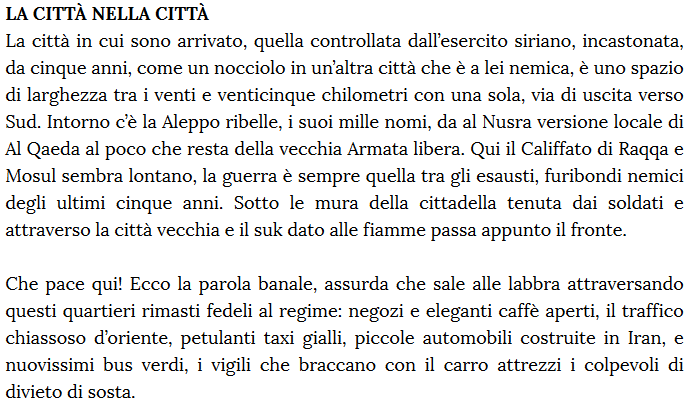 LA CITTÀ NELLA CITTÀ
La città in cui sono arrivato, quella controllata dall’esercito siriano, incastonata,
da cinque anni, come un nocciolo in un’altra città che è a lei nemica, è uno spazio
di larghezza tra i venti e venticinque chilometri con una sola, via di uscita verso
Sud. Intorno c’è la Aleppo ribelle, i suoi mille nomi, da al Nusra versione locale di
Al Qaeda al poco che resta della vecchia Armata libera. Qui il Califfato di Raqqa e
Mosul sembra lontano, la guerra è sempre quella tra gli esausti, furibondi nemici
degli ultimi cinque anni. Sotto le mura della cittadella tenuta dai soldati e
attraverso la città vecchia e il suk dato alle fiamme passa appunto il fronte.
Che pace qui! Ecco la parola banale, assurda che sale alle labbra attraversando
questi quartieri rimasti fedeli al regime: negozi e eleganti caffè aperti, il traffico
chiassoso d’oriente, petulanti taxi gialli, piccole automobili costruite in Iran, e
nuovissimi bus verdi, i vigili che braccano con il carro attrezzi i colpevoli di
divieto di sosta.